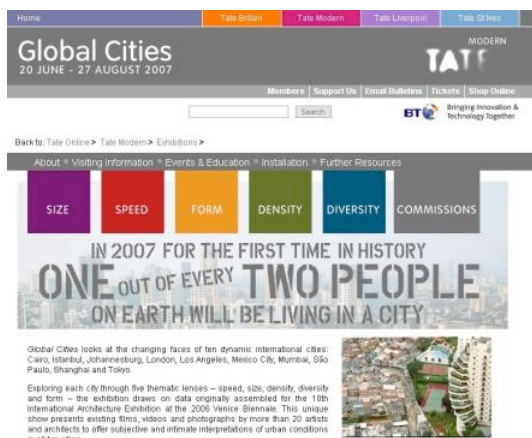 Home Tate Britain Tate Modern Tate Liverpool Tate St Ives
Global Cities
20 JUNE - 27 AUGUST 2007
MODERN
TATE
Members Support Us Email Bulletins Tickets Shop Online
Search
BT Bringing Innovation &
Technology Together
Back to: Tate Online > Tate Modern > Exhibitions >
About Visiting Information Events & Education Installation Further Resources
SIZE SPEED FORM DENSITY DIVERSITY COMMISSIONS
IN 2007 FOR THE FIRST TIME IN HISTORY
ONE OUT OF EVERY TWO PEOPLE
ON EARTH WILL BE LIVING IN A CITY
Global Cities looks at the changing faces of ten dynamic international cities:
Cairo, Istanbul, Johannesburg, London, Los Angeles, Mexico City, Mumbai, São
Paulo, Shanghai and Tokyo.
Exploring each city through five thematic lenses – speed, size, density, diversity
and form – the exhibition draws on data originally assembled for the 10th
International Architecture Exhibition at the 2006 Venice Biennale. This unique
show presents existing films, videos and photographs by more than 20 artists
and architects to offer subjective and intimate interpretations of urban conditions